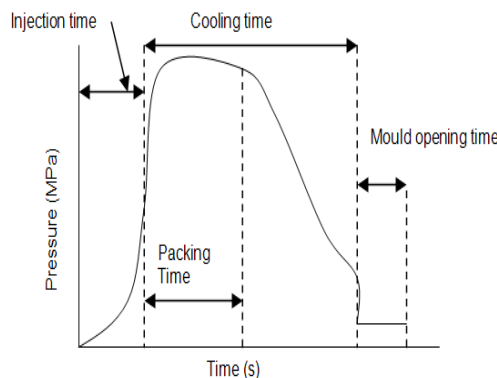 Injection time
Cooling time
Mould opening time
Packing
Time
Pressure (MPa)
Time (s)